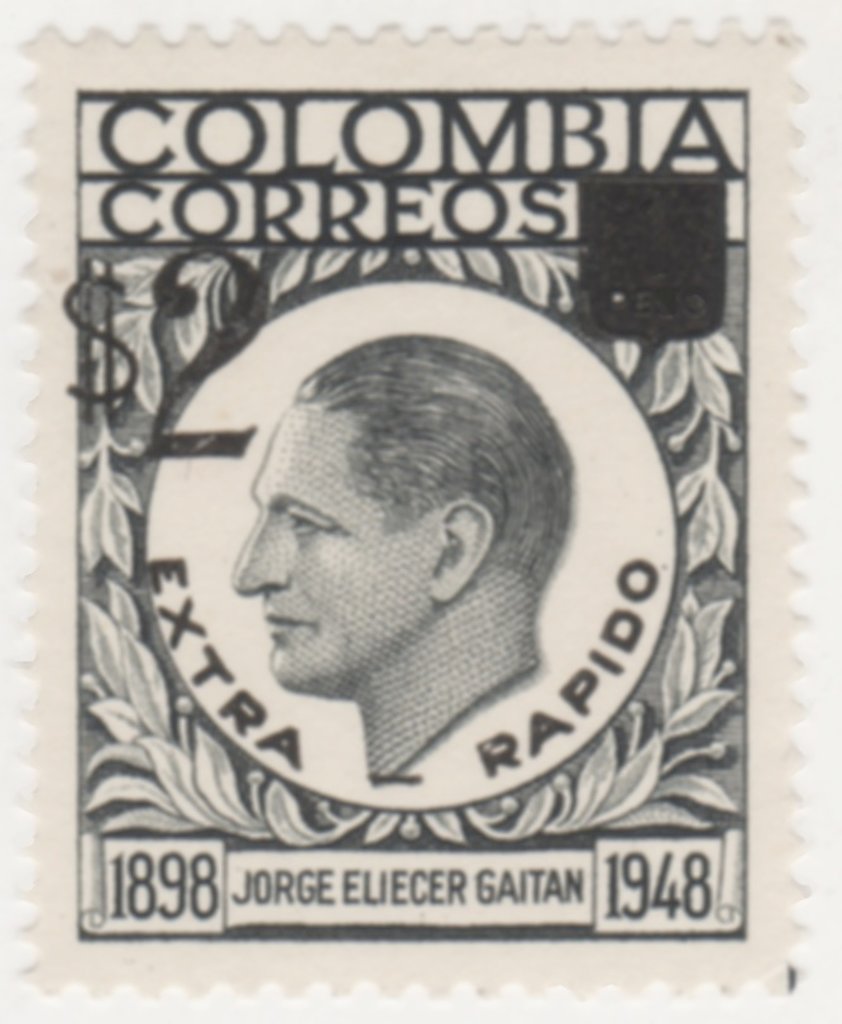 COLOMBIA
CORREOS
$2
EXTRA RAPIDO
1898 JORGE ELIECER GAITAN 1948